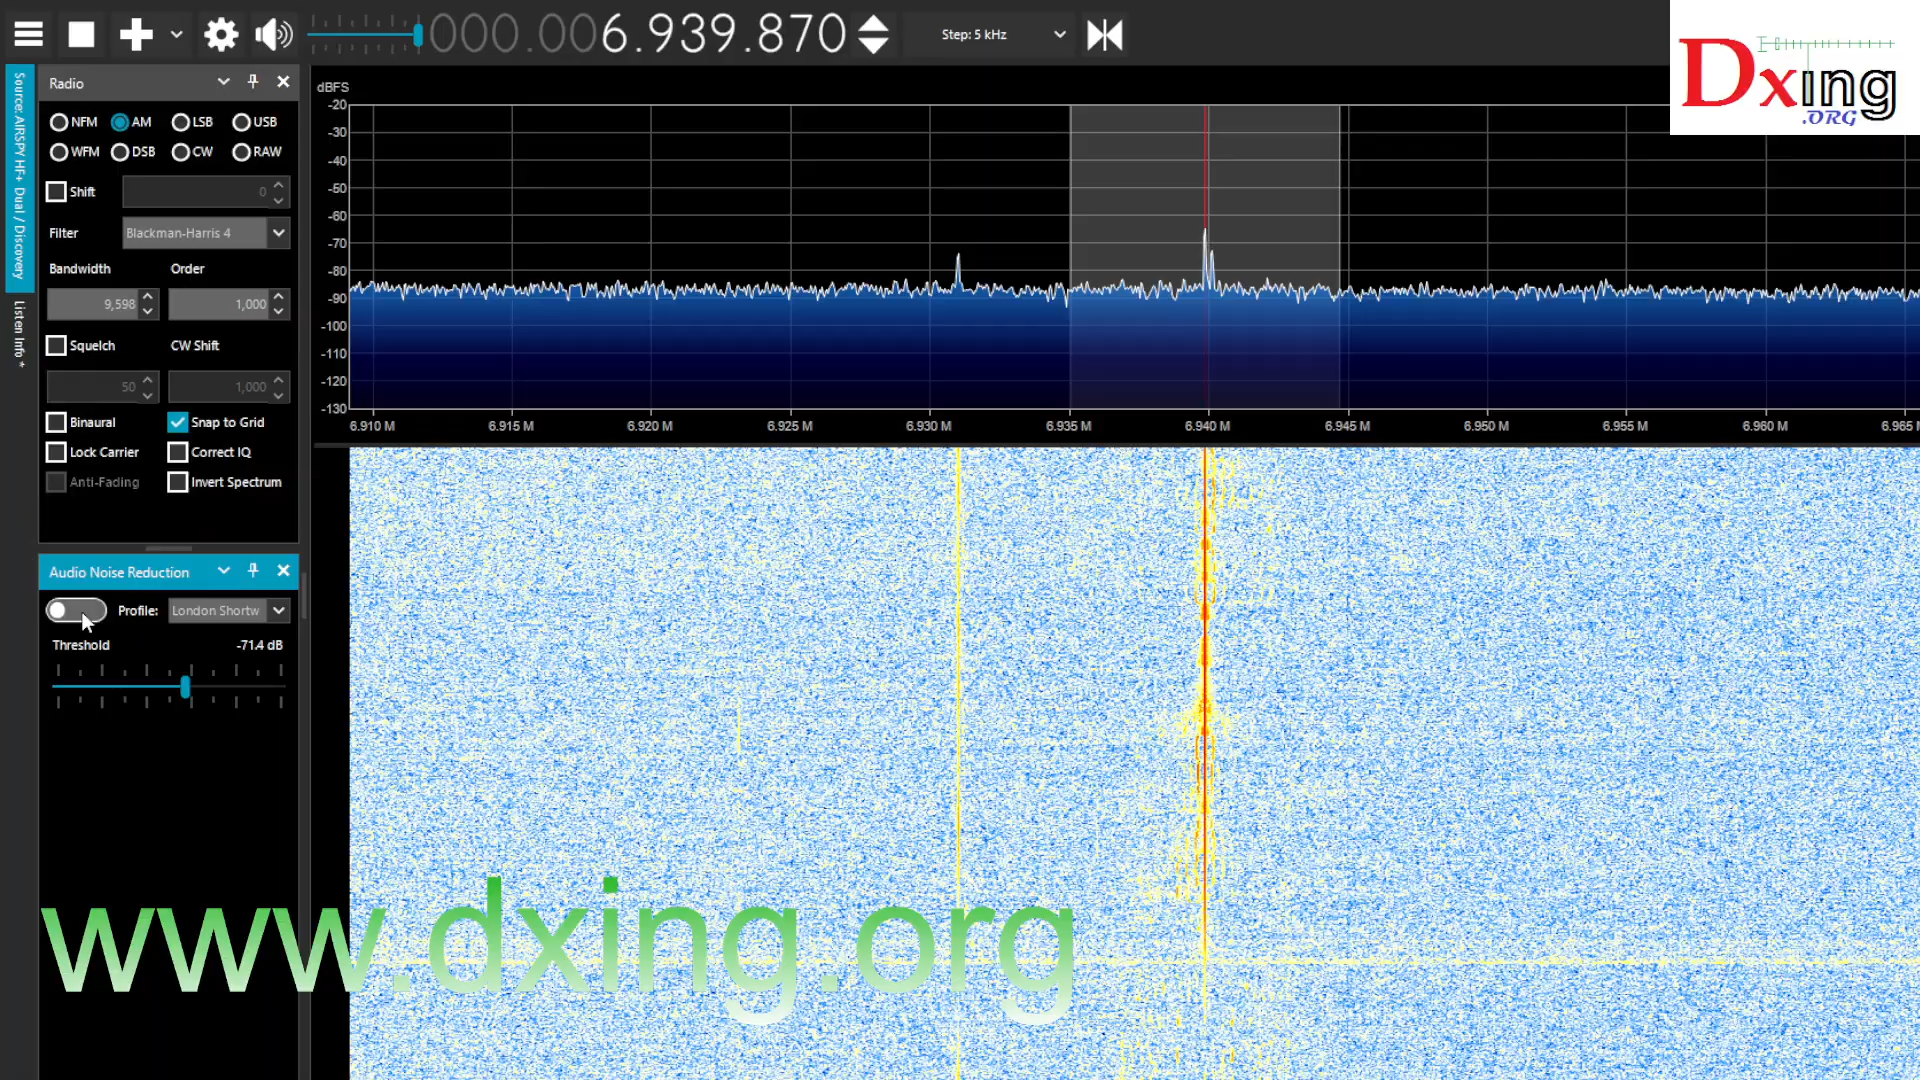 000.006.939.870
Step: 5 kHz
Dxing
.ORG
Source: AIRSPY HF+ Dual / Discovery
Listen Info *
Radio
NFM AM LSB USB
WFM DSB CW RAW
Shift 0
Filter Blackman-Harris 4
Bandwidth Order
9,598 1,000
Squelch CW Shift
50 1,000
Binaural Snap to Grid
Lock Carrier Correct IQ
Anti-Fading Invert Spectrum
Audio Noise Reduction
Profile: London Shortw
Threshold -71.4 dB
dBFS
-20
-30
-40
-50
-60
-70
-80
-90
-100
-110
-120
-130
6.910 M 6.915 M 6.920 M 6.925 M 6.930 M 6.935 M 6.940 M 6.945 M 6.950 M 6.955 M 6.960 M 6.965 M
www.dxing.org